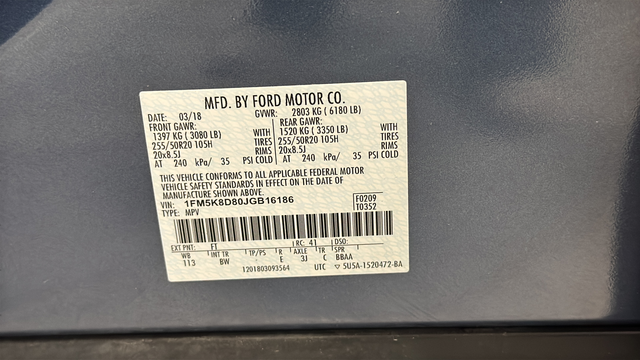 MFD. BY FORD MOTOR CO.
DATE: 03/18 GVWR: 2803 KG ( 6180 LB)
FRONT GAWR: REAR GAWR:
1397 KG ( 3080 LB) WITH 1520 KG ( 3350 LB) WITH
255/50R20 105H TIRES 255/50R20 105H TIRES
20x8.5J RIMS 20x8.5J RIMS
AT 240 kPa/ 35 PSI COLD AT 240 kPa/ 35 PSI COLD
THIS VEHICLE CONFORMS TO ALL APPLICABLE FEDERAL MOTOR
VEHICLE SAFETY STANDARDS IN EFFECT ON THE DATE OF
MANUFACTURE SHOWN ABOVE.
VIN: 1FM5K8D80JGB16186 F0209
TYPE: MPV T0352
EXT PNT: FT RC: 41 DSO:
WB INT TR TP/PS R AXLE TR SPR
113 BW E 3J C BBAA
1201803093564 UTC ▽ 5U5A-1520472-BA